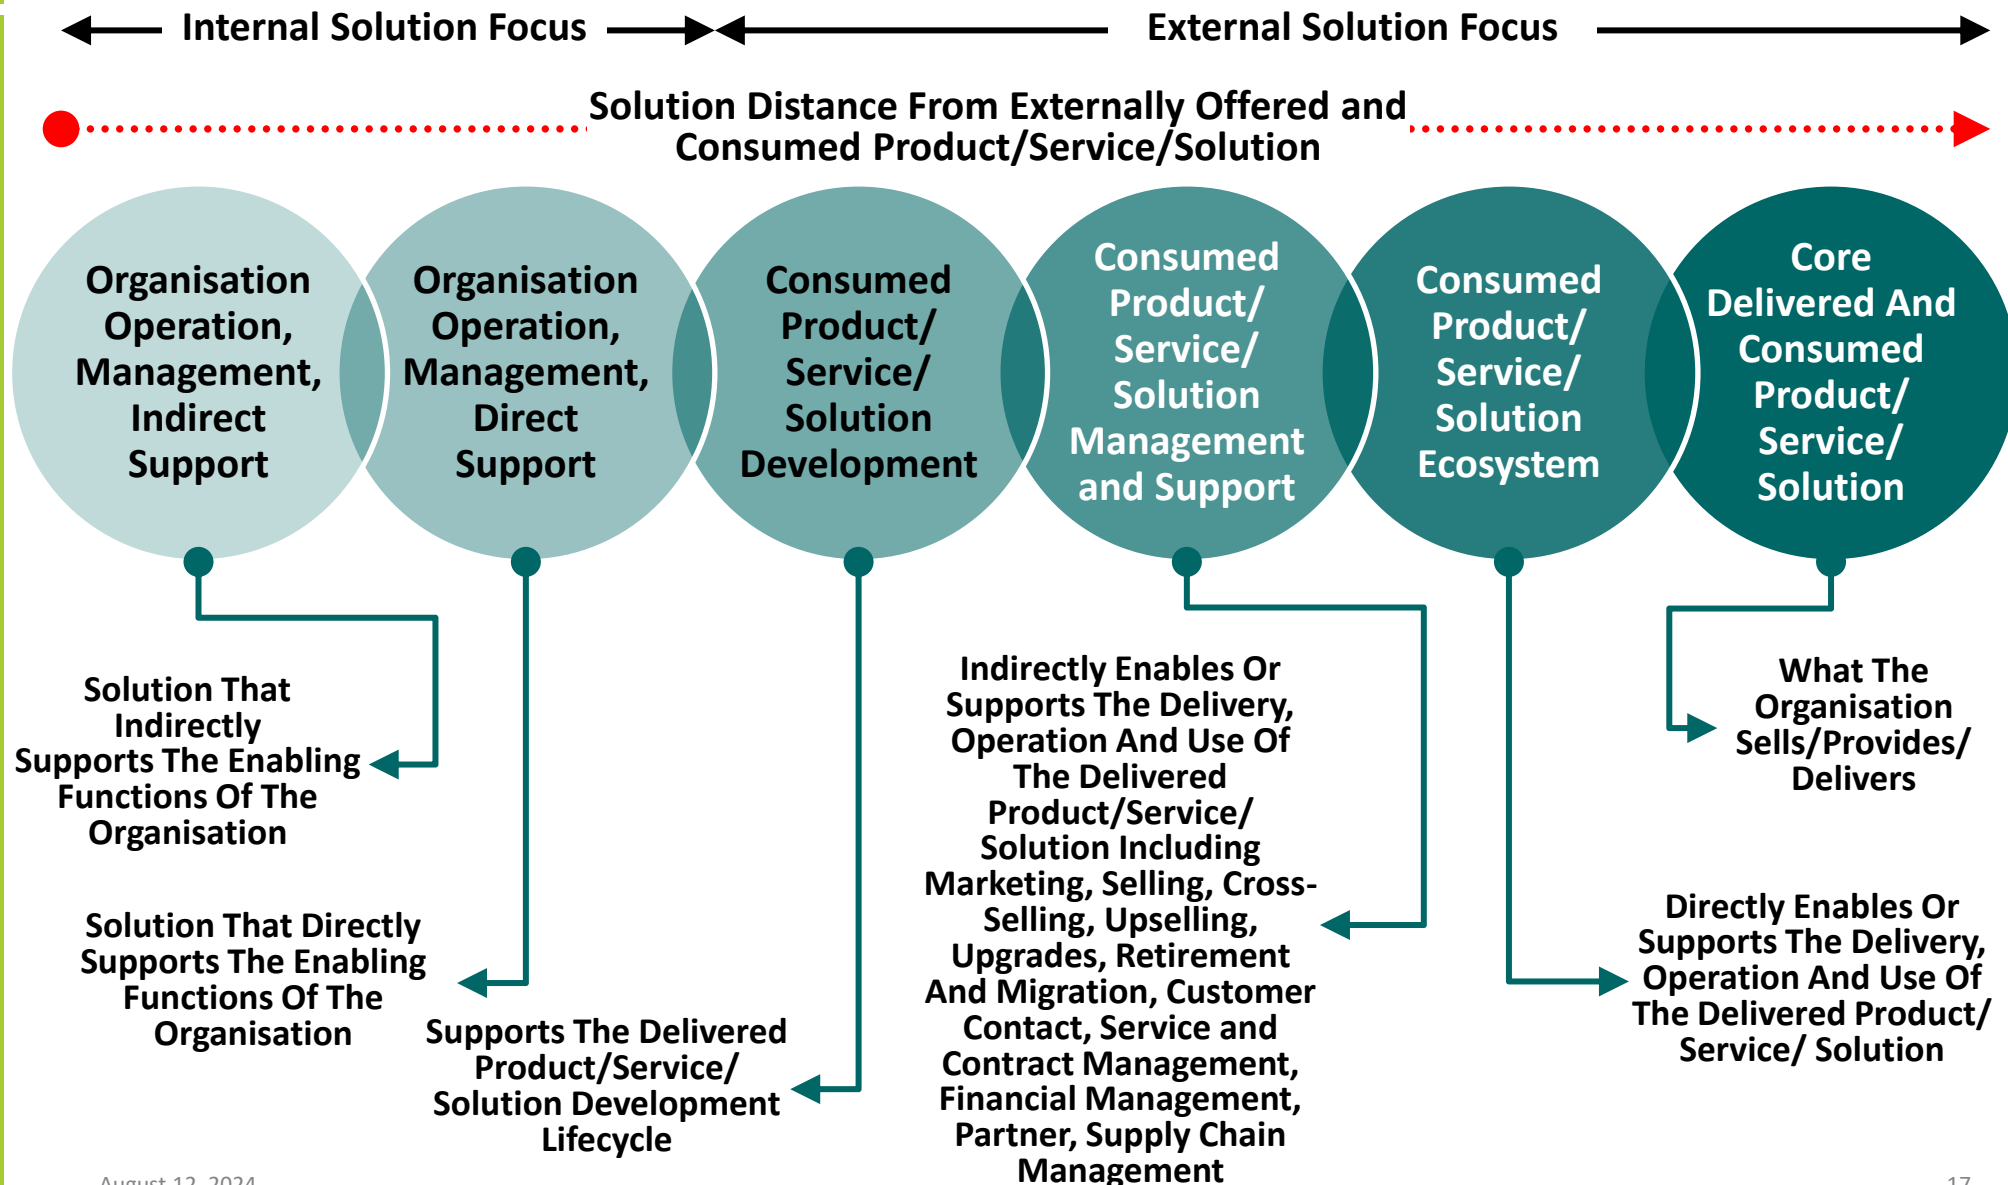 Internal Solution Focus
External Solution Focus
Solution Distance From Externally Offered and
Consumed Product/Service/Solution
Organisation
Operation,
Management,
Indirect
Support
Organisation
Operation,
Management,
Direct
Support
Consumed
Product/
Service/
Solution
Development
Consumed
Product/
Service/
Solution
Management
and Support
Consumed
Product/
Service/
Solution
Ecosystem
Core
Delivered And
Consumed
Product/
Service/
Solution
Solution That
Indirectly
Supports The Enabling
Functions Of The
Organisation
Solution That Directly
Supports The Enabling
Functions Of The
Organisation
Supports The Delivered
Product/Service/
Solution Development
Lifecycle
Indirectly Enables Or
Supports The Delivery,
Operation And Use Of
The Delivered
Product/Service/
Solution Including
Marketing, Selling, Cross-
Selling, Upselling,
Upgrades, Retirement
And Migration, Customer
Contact, Service and
Contract Management,
Financial Management,
Partner, Supply Chain
Management
Directly Enables Or
Supports The Delivery,
Operation And Use Of
The Delivered Product/
Service/ Solution
What The
Organisation
Sells/Provides/
Delivers
August 12, 2024
17